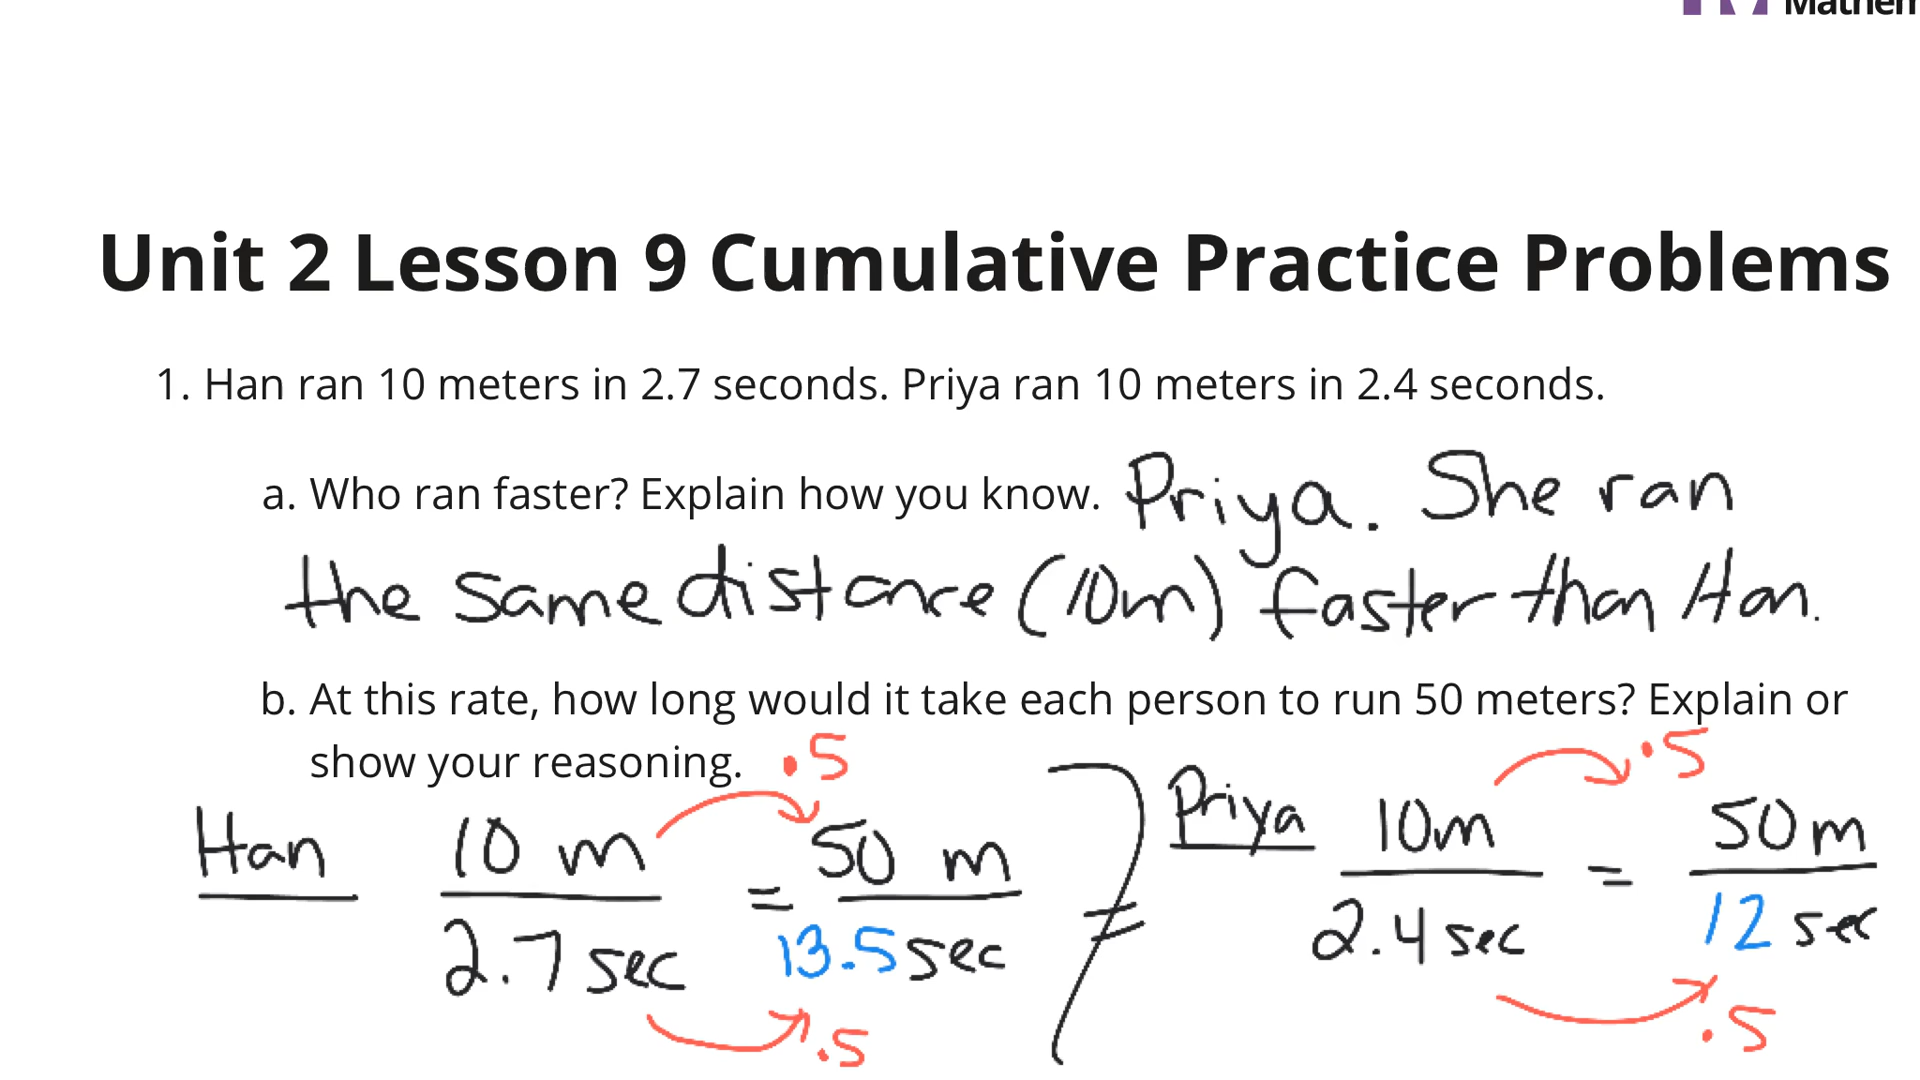 Unit 2 Lesson 9 Cumulative Practice Problems
1. Han ran 10 meters in 2.7 seconds. Priya ran 10 meters in 2.4 seconds.
a. Who ran faster? Explain how you know. Priya. She ran
the same distance (10m) faster than Han.
b. At this rate, how long would it take each person to run 50 meters? Explain or
show your reasoning. •5 •5
Han 10 m = 50 m Priya 10m = 50m
2.7 sec 13.5 sec 2.4 sec 12 sec
•5 •5